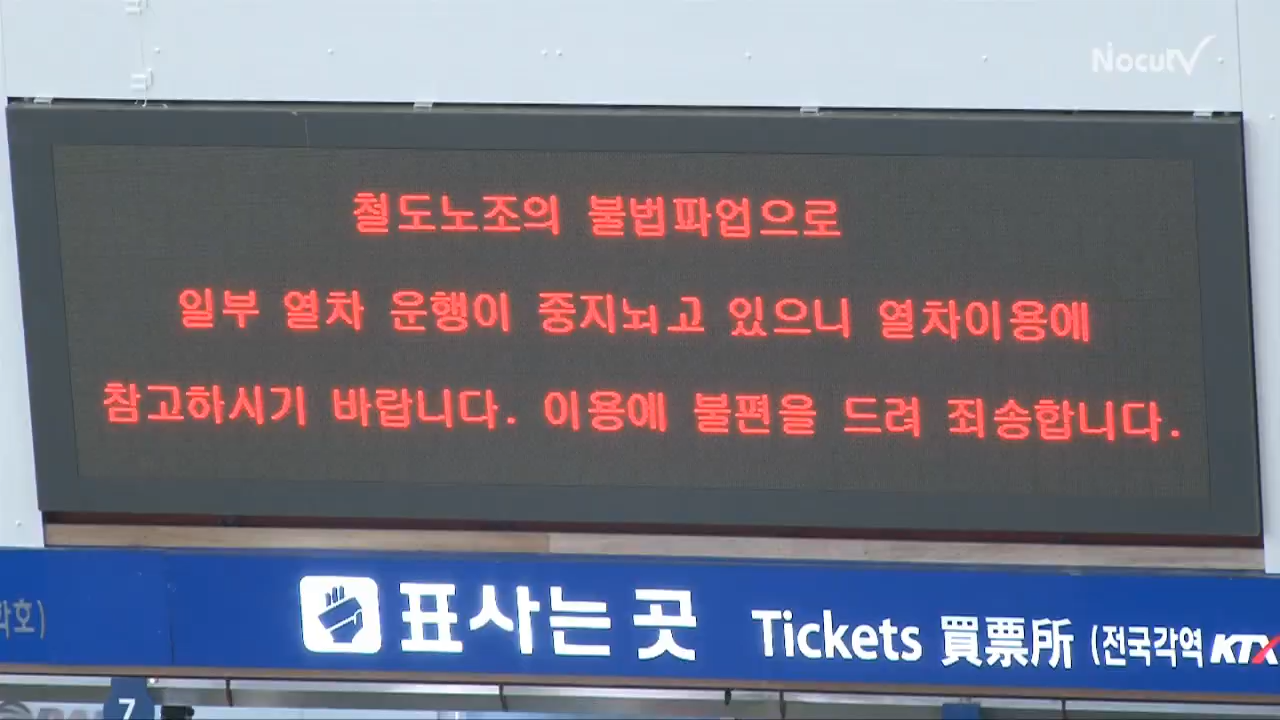 NocutV
철도노조의 불법파업으로
일부 열차 운행이 중지뇌고 있으니 열차이용에
참고하시기 바랍니다. 이용에 불편을 드려 죄송합니다.
표사는 곳 Tickets 買票所 (전국각역 KTX
7